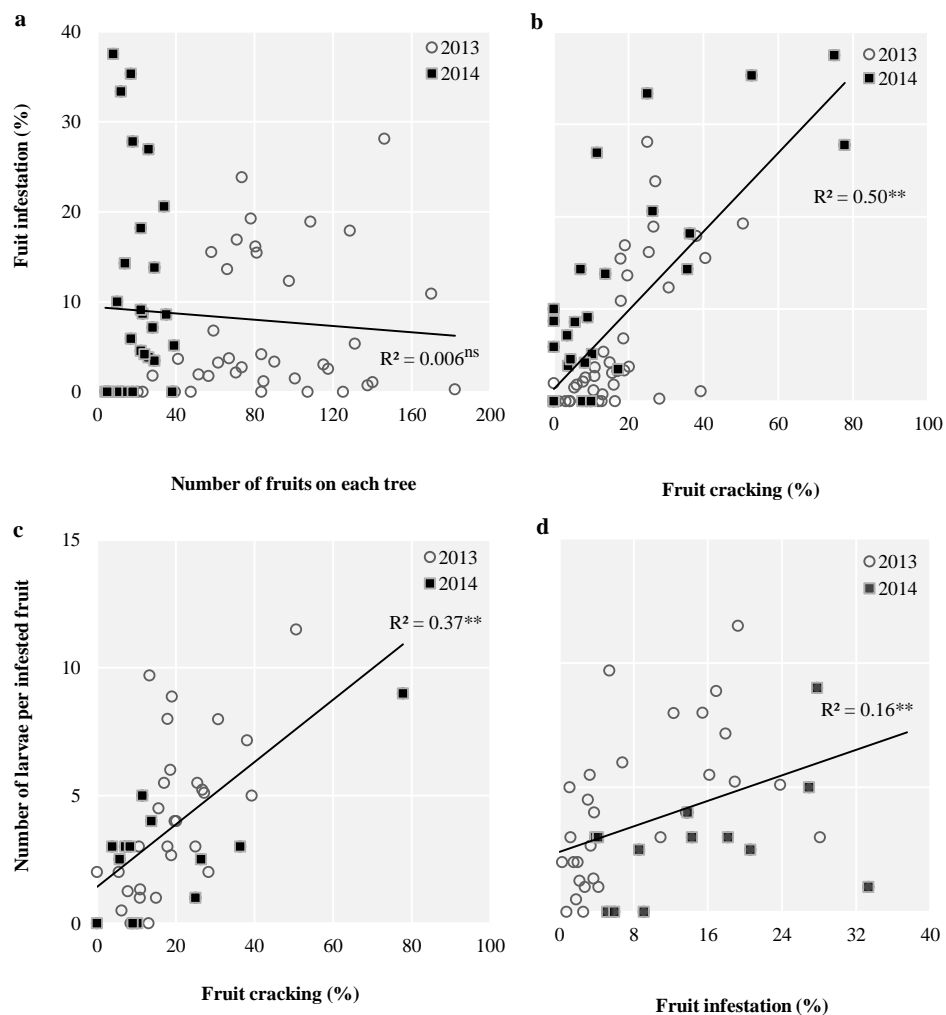 a
40
30
20
10
0
Fuit infestation (%)
2013
2014
R² = 0.006ns
0 40 80 120 160 200
Number of fruits on each tree
b
2013
2014
R² = 0.50**
0 20 40 60 80 100
Fruit cracking (%)
c
15
10
5
0
Number of larvae per infested fruit
2013
2014
R² = 0.37**
0 20 40 60 80 100
Fruit cracking (%)
d
2013
2014
R² = 0.16**
0 8 16 24 32 40
Fruit infestation (%)